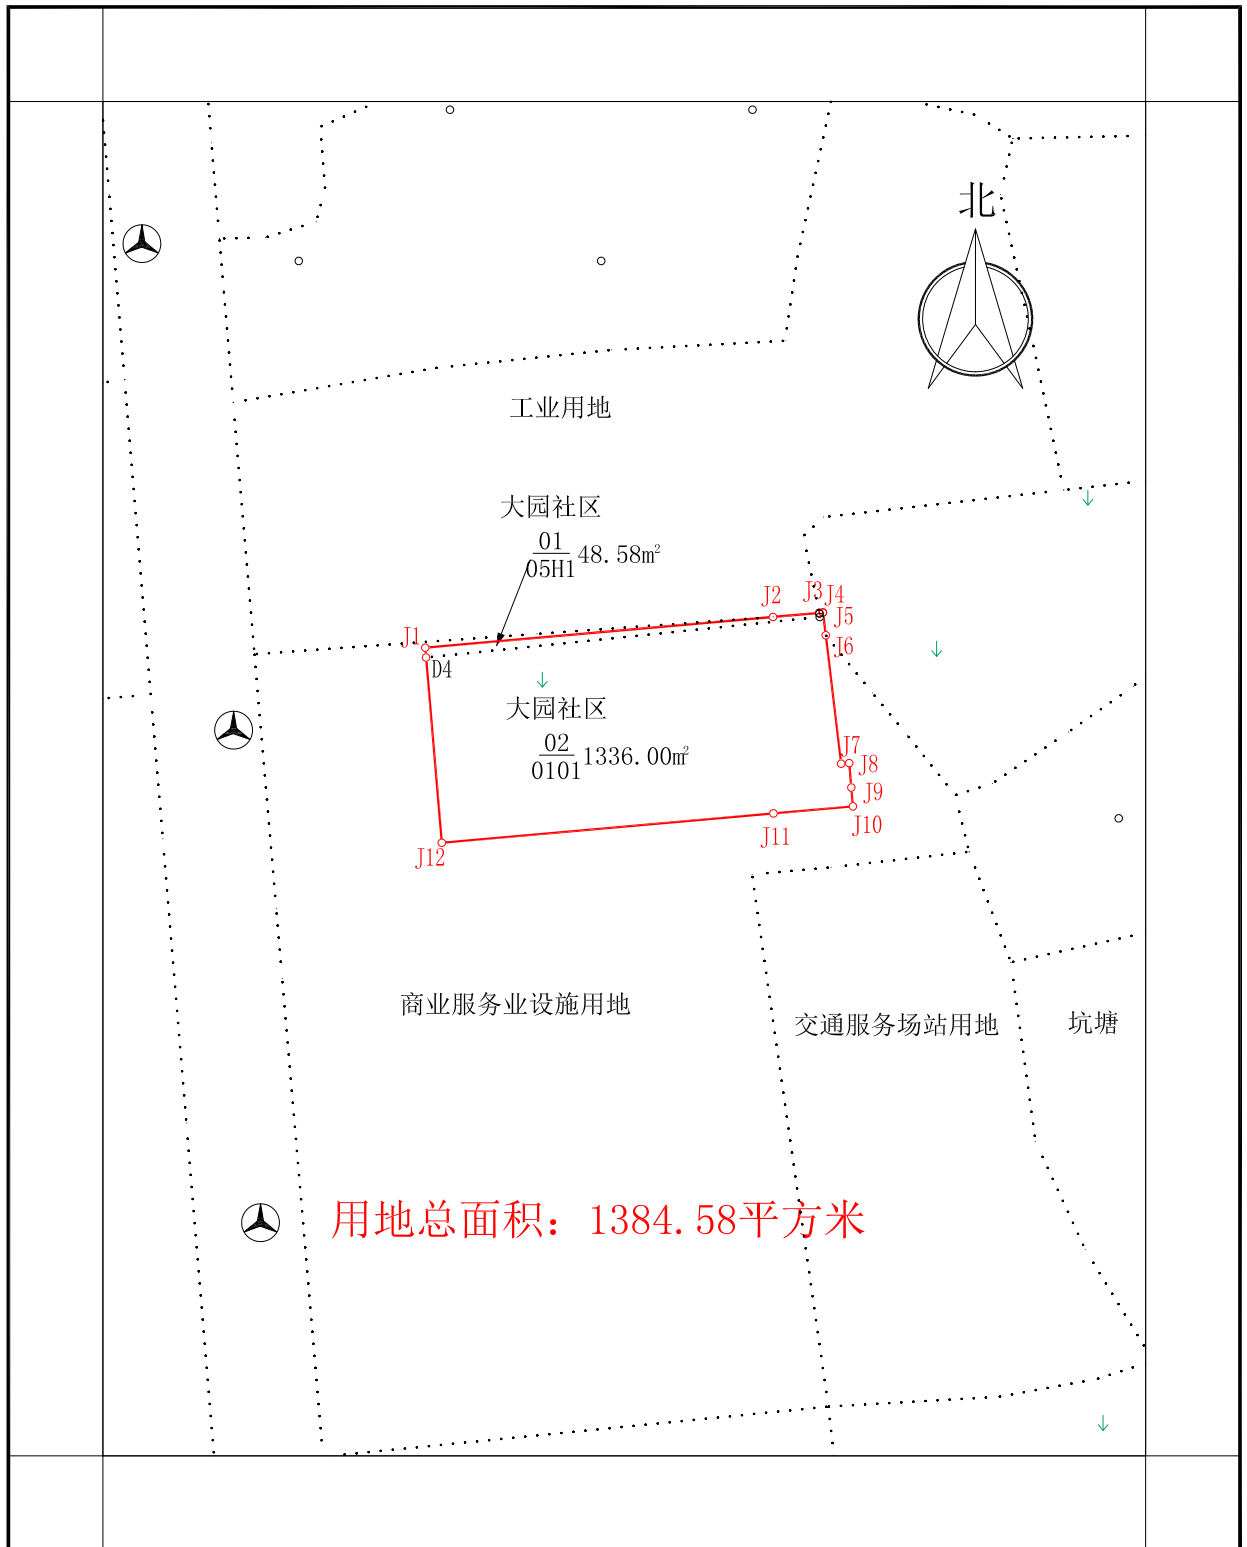 北
工业用地
大园社区
01
05H1
48.58m²
J1
J2
J3
J4
J5
J6
D4
大园社区
02
0101
1336.00m²
J7
J8
J9
J10
J11
J12
商业服务业设施用地
交通服务场站用地
坑塘
用地总面积：1384.58平方米